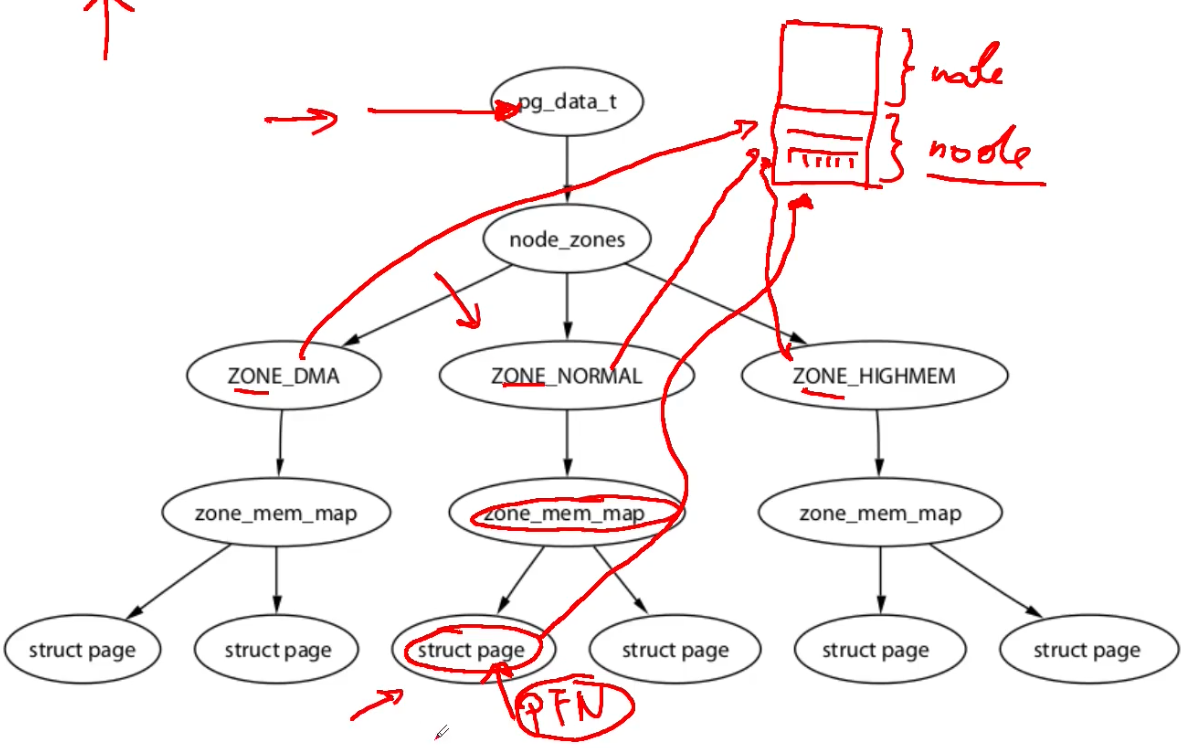 node
pg_data_t
node
node_zones
ZONE_DMA
ZONE_NORMAL
ZONE_HIGHMEM
zone_mem_map
zone_mem_map
zone_mem_map
struct page
struct page
struct page
struct page
struct page
struct page
PFN